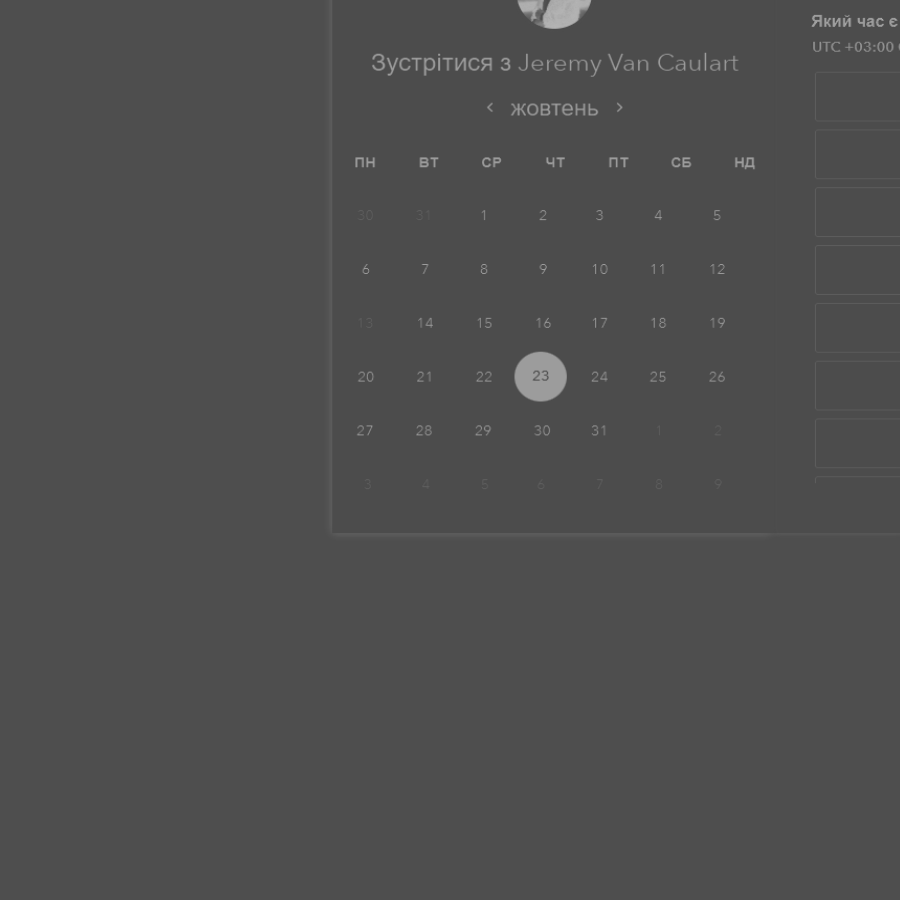 Зустрітися з Jeremy Van Caulart
жовтень
ПН ВТ СР ЧТ ПТ СБ НД
30 31 1 2 3 4 5
6 7 8 9 10 11 12
13 14 15 16 17 18 19
20 21 22 23 24 25 26
27 28 29 30 31 1 2
3 4 5 6 7 8 9
Який час є
UTC +03:00